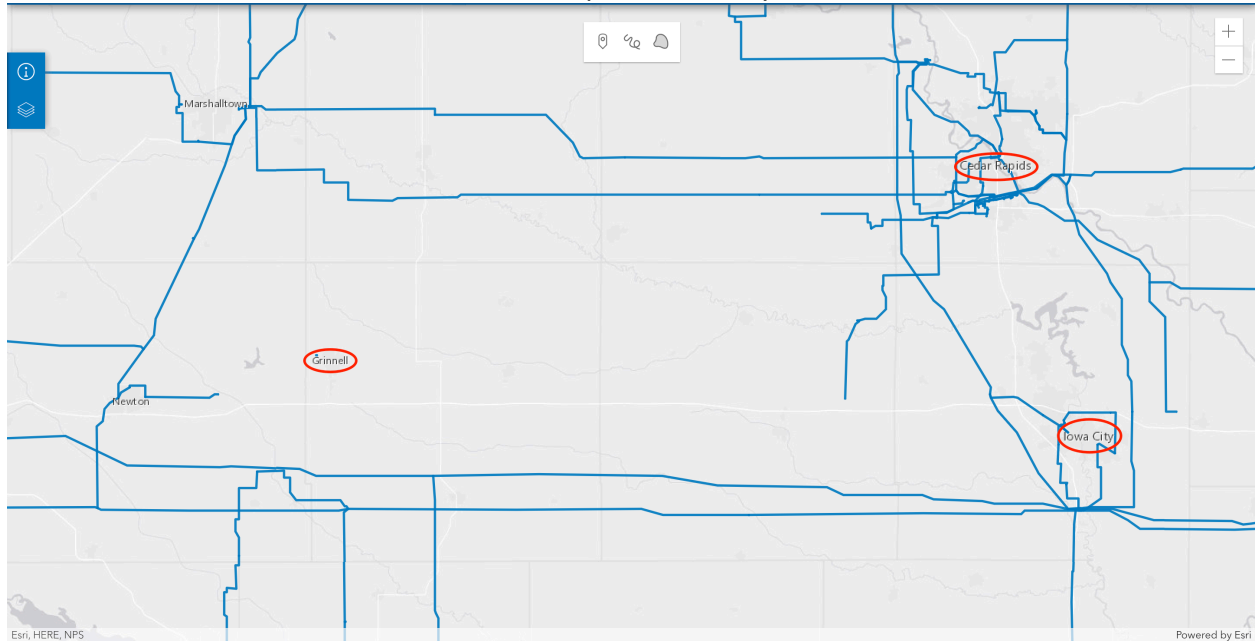 Marshalltown
Cedar Rapids
Grinnell
Newton
Iowa City
Esri, HERE, NPS
Powered by Esri